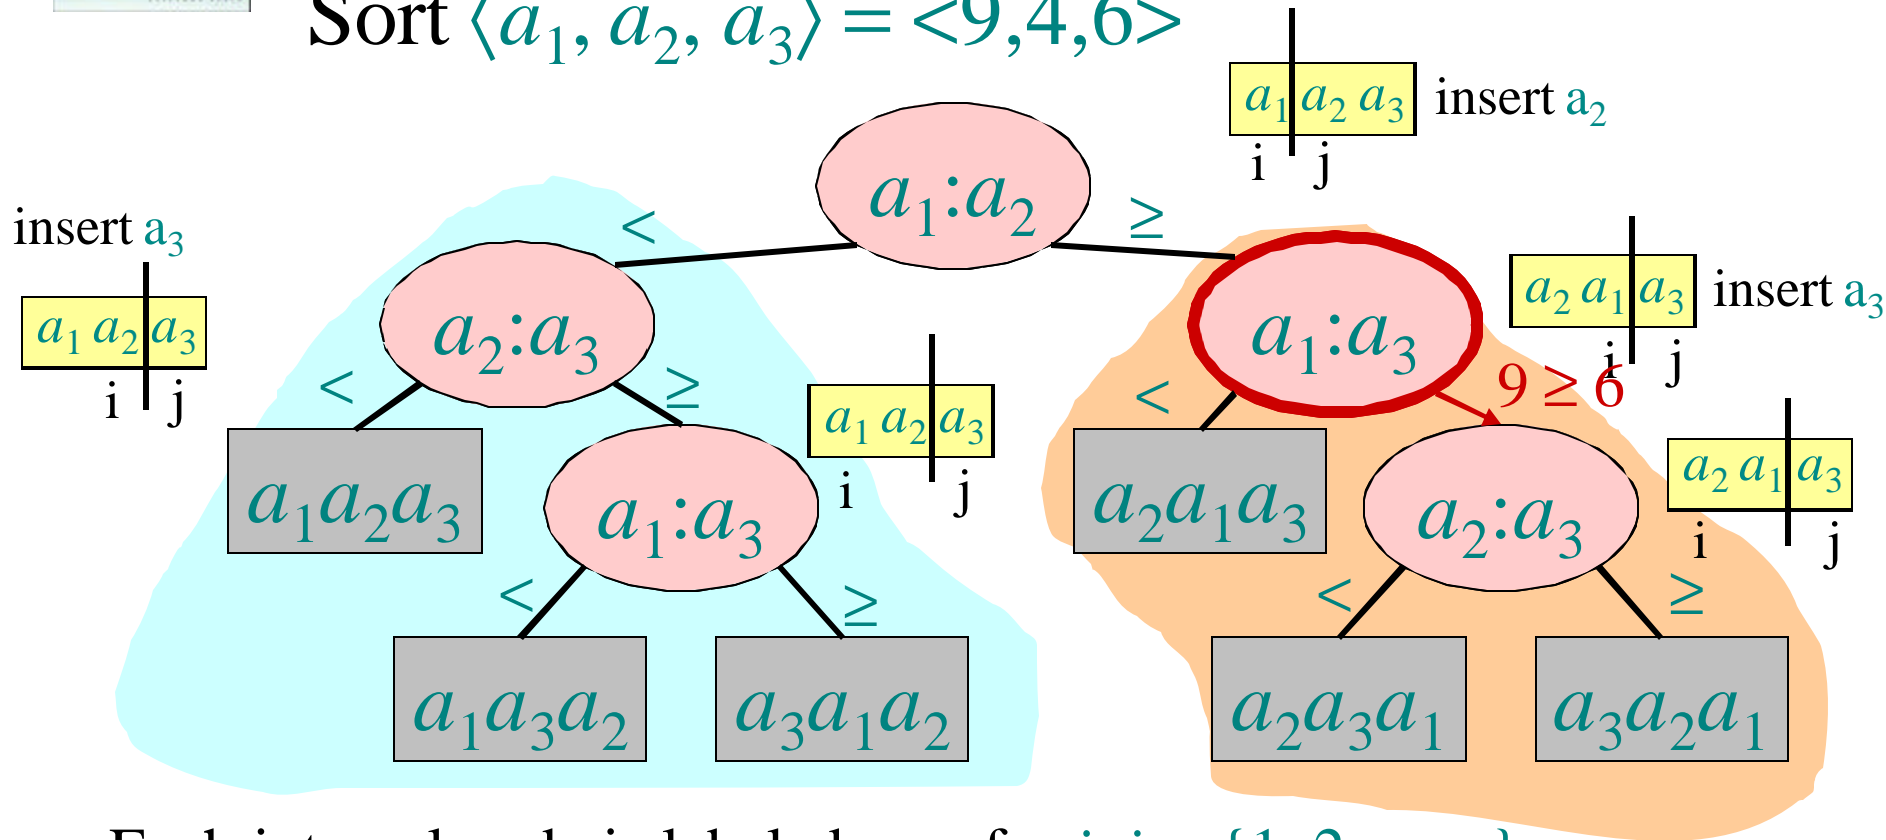 Sort ⟨a1, a2, a3⟩ = <9,4,6>
a1 a2 a3 insert a2
i j
a1:a2
< ≥
insert a3
a1 a2 a3
i j
a2:a3
< ≥
a1 a2 a3
i j
a1:a3
< 9 ≥ 6
a2 a1 a3 insert a3
i j
a1a2a3
a1:a3
< ≥
a2a1a3
a2:a3
< ≥
a2 a1 a3
i j
a1a3a2
a3a1a2
a2a3a1
a3a2a1